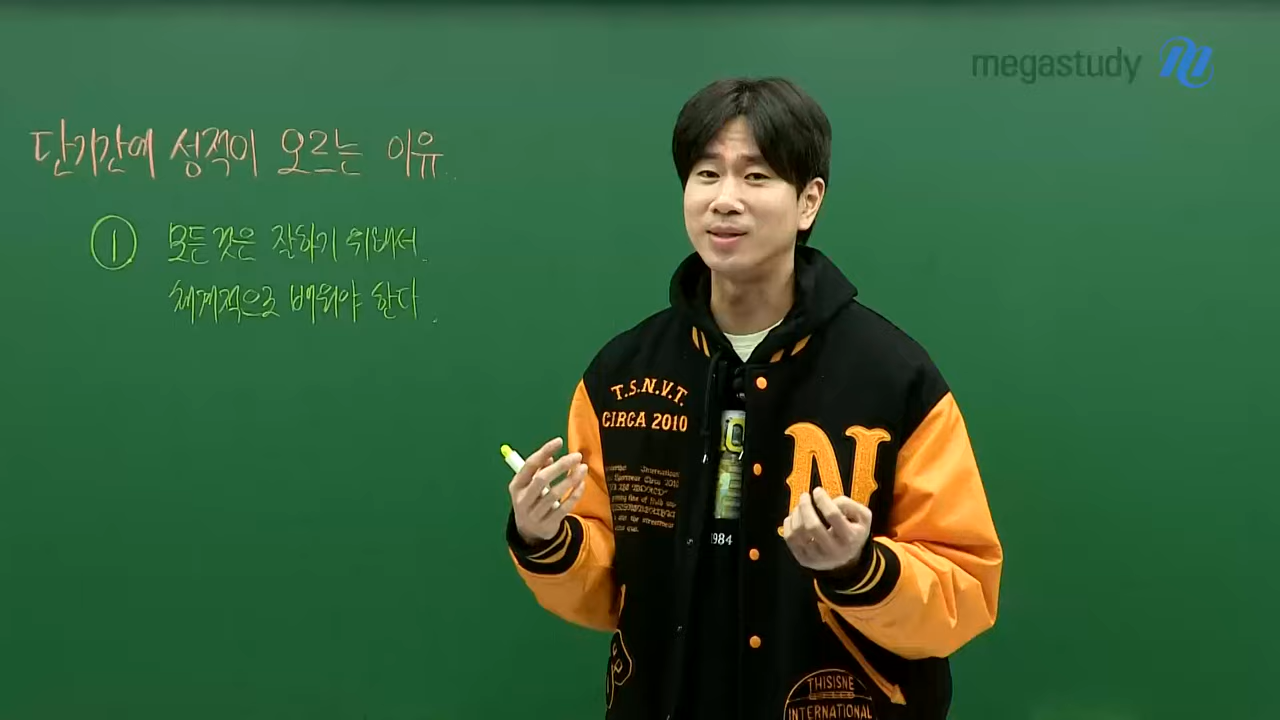 megastudy
단기간에 성적이 오르는 이유..
① 모든 것은 잘하기 위해서.
체계적으로 배워야 한다.
T.S.N.V.T.
CIRCA 2010
N
1984
THISISNE
INTERNATIONAL